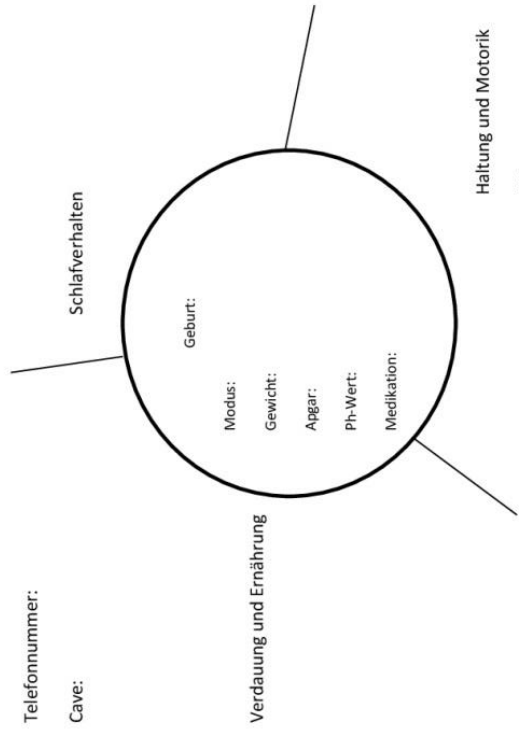 Telefonnummer:
Cave:
Schlafverhalten
Verdauung und Ernährung
Geburt:
Modus:
Gewicht:
Apgar:
Ph-Wert:
Medikation:
Haltung und Motorik